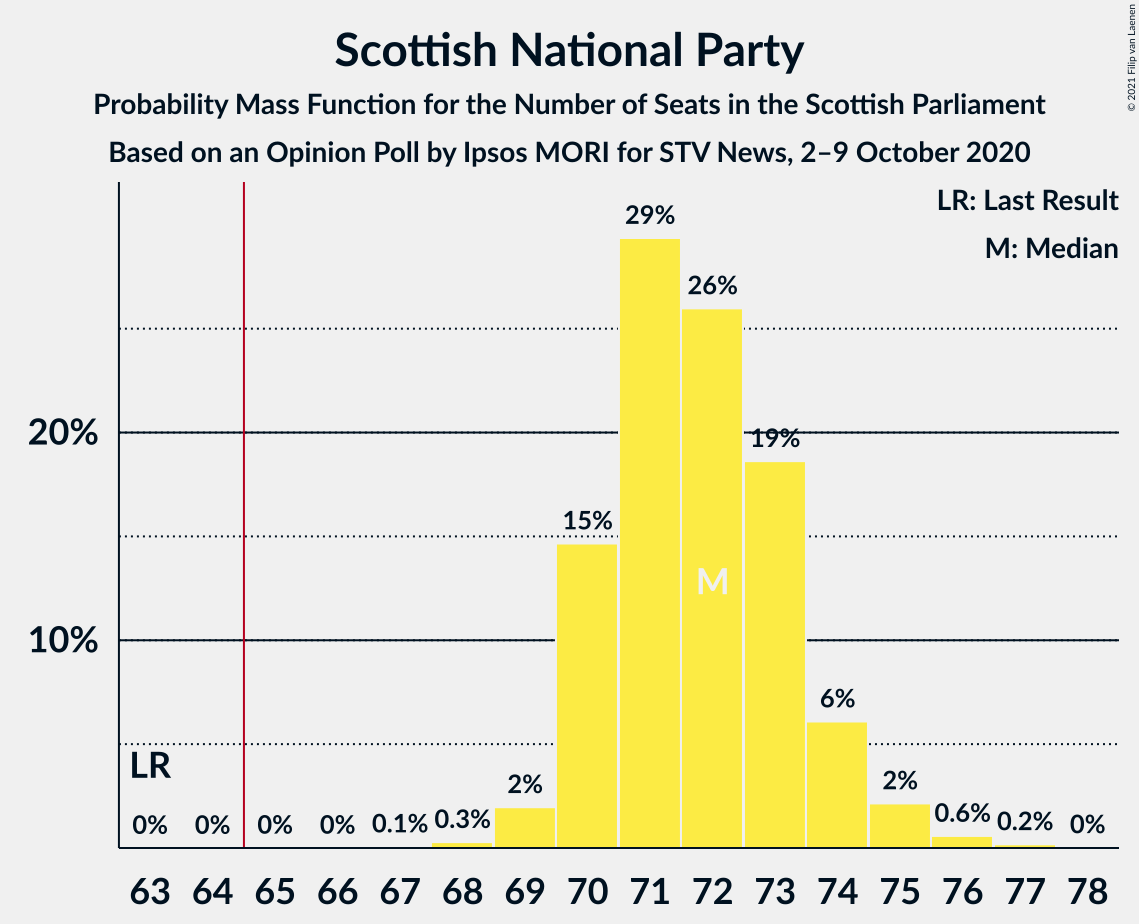 Scottish National Party
Probability Mass Function for the Number of Seats in the Scottish Parliament
Based on an Opinion Poll by Ipsos MORI for STV News, 2–9 October 2020
© 2021 Filip van Laenen
LR: Last Result
M: Median
29%
26%
20%
19%
15%
M
10%
6%
LR
2%
2%
0% 0% 0% 0% 0.1% 0.3% 0.6% 0.2% 0%
63 64 65 66 67 68 69 70 71 72 73 74 75 76 77 78